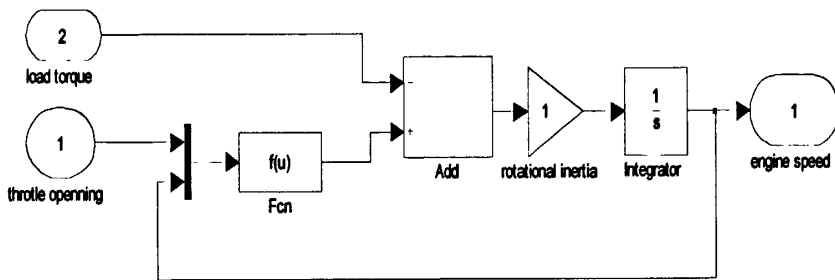 2
load torque
1
throtle openning
f(u)
Fcn
−
+
Add
1
rotational inertia
1
s
Integrator
1
engine speed